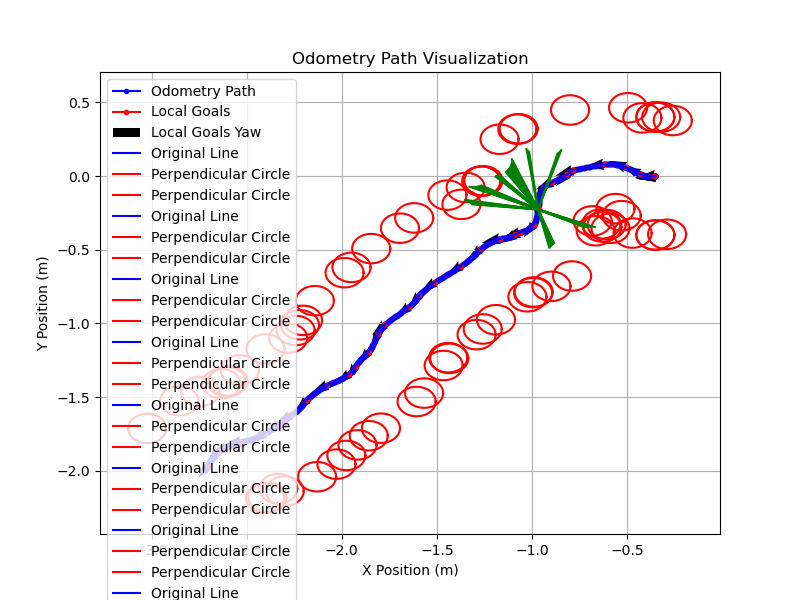 Odometry Path Visualization
Odometry Path
Local Goals
Local Goals Yaw
Original Line
Perpendicular Circle
Perpendicular Circle
Original Line
Perpendicular Circle
Perpendicular Circle
Original Line
Perpendicular Circle
Perpendicular Circle
Original Line
Perpendicular Circle
Perpendicular Circle
Original Line
Perpendicular Circle
Perpendicular Circle
Original Line
Perpendicular Circle
Perpendicular Circle
Original Line
Perpendicular Circle
Perpendicular Circle
Original Line
0.5
0.0
−0.5
−1.0
−1.5
−2.0
Y Position (m)
−2.0
−1.5
−1.0
−0.5
X Position (m)